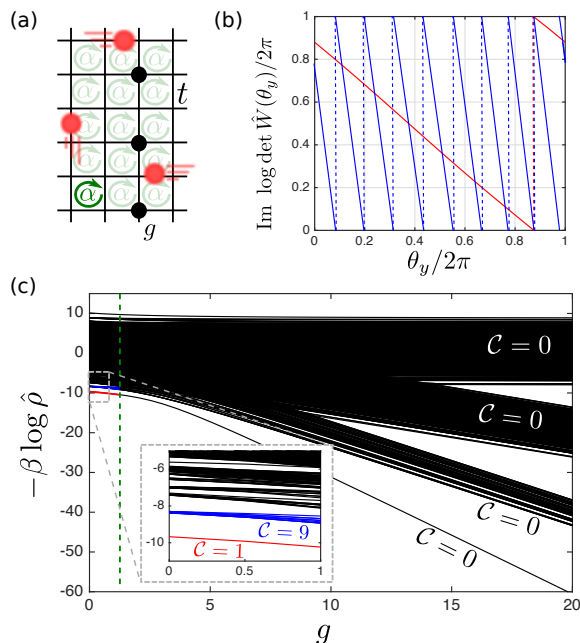 (a)
α α α
α α α
t
α α α
α α α
α α α
g
(b)
Im log det Ŵ(θ_y)/2π
1
0.8
0.6
0.4
0.2
0
0 0.2 0.4 0.6 0.8 1
θ_y/2π
(c)
−β log ρ̂
10
0
-10
-20
-30
-40
-50
-60
C = 0
C = 0
C = 0
C = 0
-6
-8
-10
C = 9
C = 1
0 0.5 1
0 5 10 15 20
g